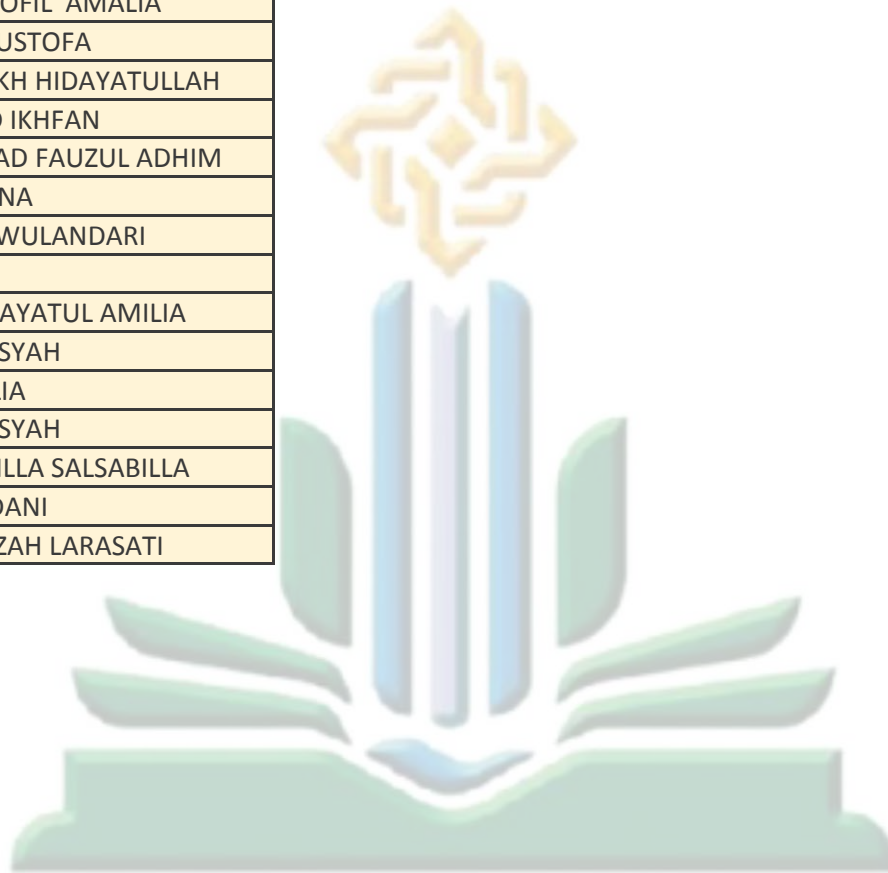 OFIL  AMALIA
USTOFA
KH HIDAYATULLAH
IKHFAN
AD FAUZUL ADHIM
NA
WULANDARI
AYATUL AMILIA
SYAH
IA
SYAH
ILLA SALSABILLA
DANI
ZAH LARASATI